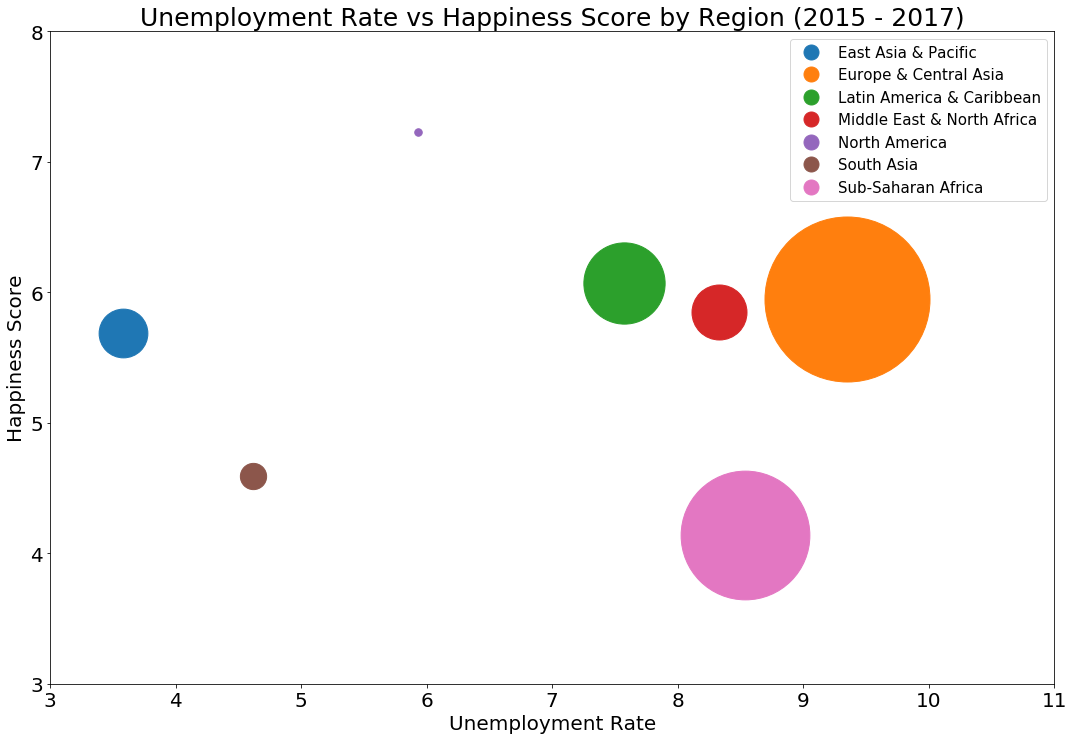 Unemployment Rate vs Happiness Score by Region (2015 - 2017)
8
East Asia & Pacific
Europe & Central Asia
Latin America & Caribbean
Middle East & North Africa
North America
South Asia
Sub-Saharan Africa
7
6
5
4
3
Happiness Score
3 4 5 6 7 8 9 10 11
Unemployment Rate